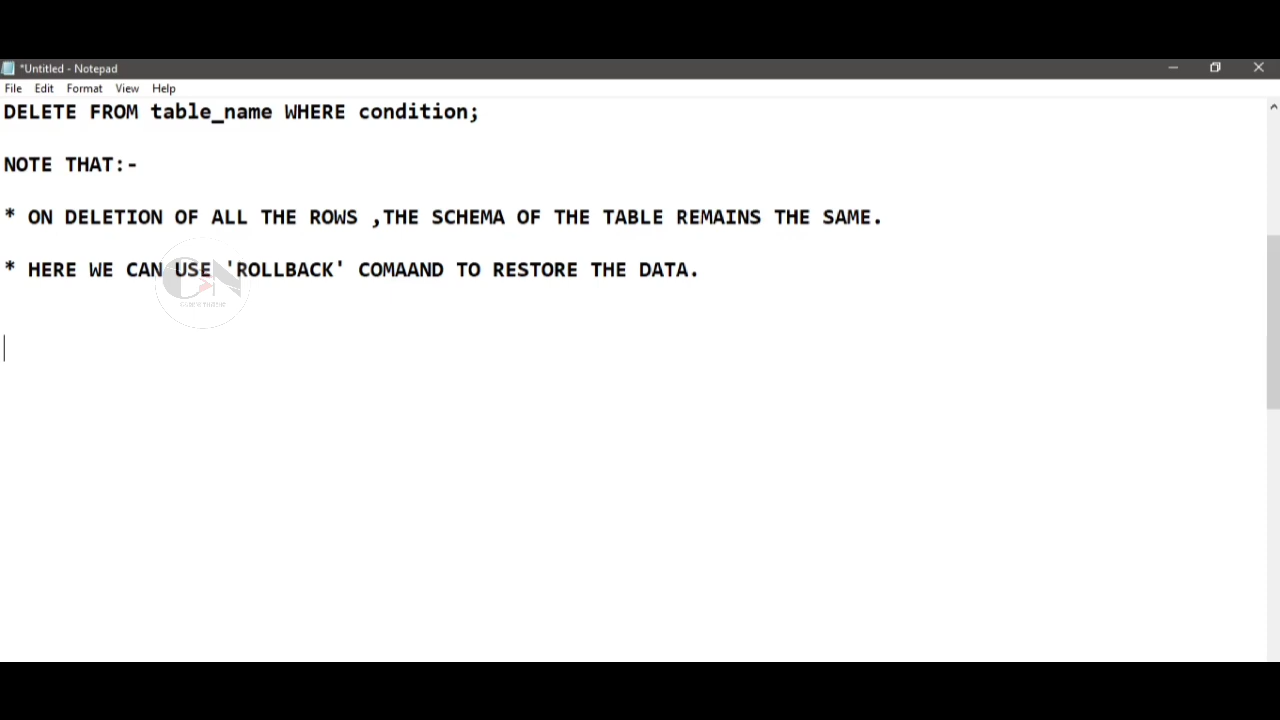 *Untitled - Notepad
File Edit Format View Help
DELETE FROM table_name WHERE condition;
NOTE THAT:-
* ON DELETION OF ALL THE ROWS ,THE SCHEMA OF THE TABLE REMAINS THE SAME.
* HERE WE CAN USE 'ROLLBACK' COMAAND TO RESTORE THE DATA.